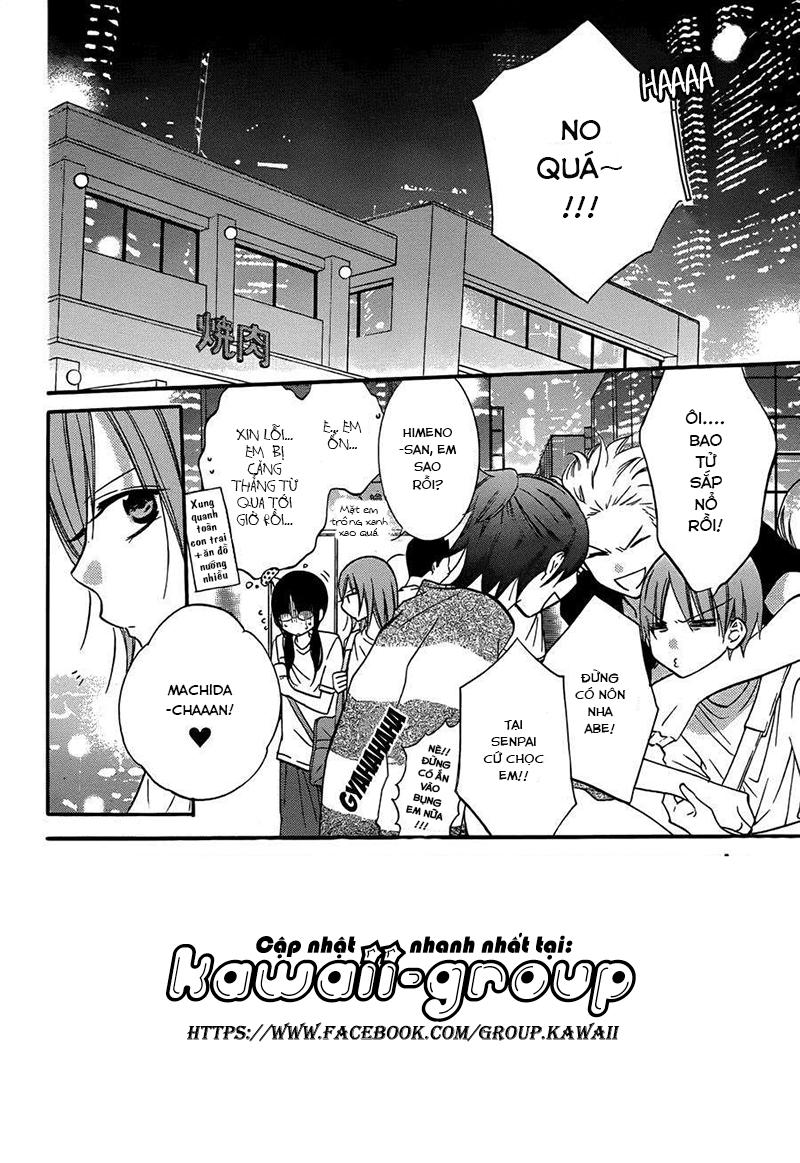 HAAAA
NO
QUÁ~
!!!
焼肉
ÔI....
BAO
TỬ
SẮP
NỔ
RỒI!
ĐỪNG
CÓ NÔN
NHA
ABE!
TẠI
SENPAI
CỨ CHỌC
EM!!
HIMENO
-SAN, EM
SAO
RỒI?
E... EM
ỔN...
Mặt em
trông xanh
xao quá
XIN LỖI...
EM BỊ
CĂNG
THẲNG TỪ
QUA TỚI
GIỜ RỒI...
Xung
quanh
toàn
con trai
+ ăn đồ
nướng
nhiều
NÈ!!
ĐỪNG
CÓ ẤN
VÀO
BỤNG
EM NỮA
!!!
GYAHAHAHA
MACHIDA
-CHAAAN!
♥
Cập nhật nhanh nhất tại:
kawaii-group
HTTPS://WWW.FACEBOOK.COM/GROUP.KAWAII